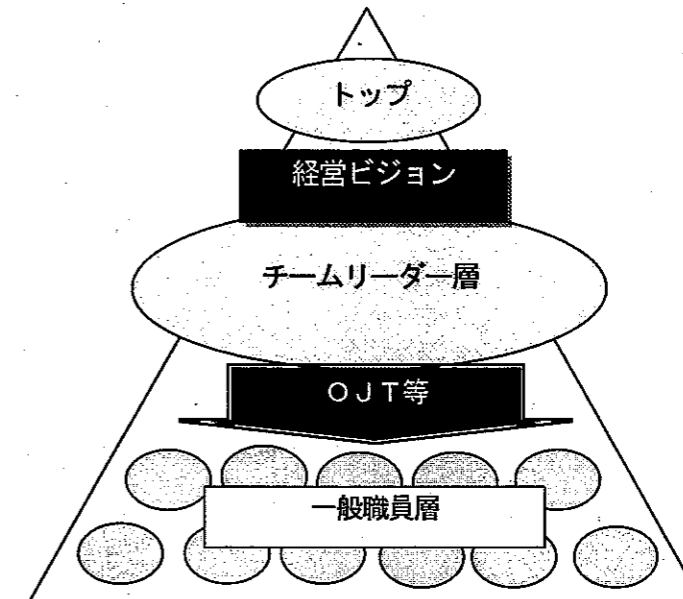 トップ
経営ビジョン
チームリーダー層
ＯＪＴ等
一般職員層